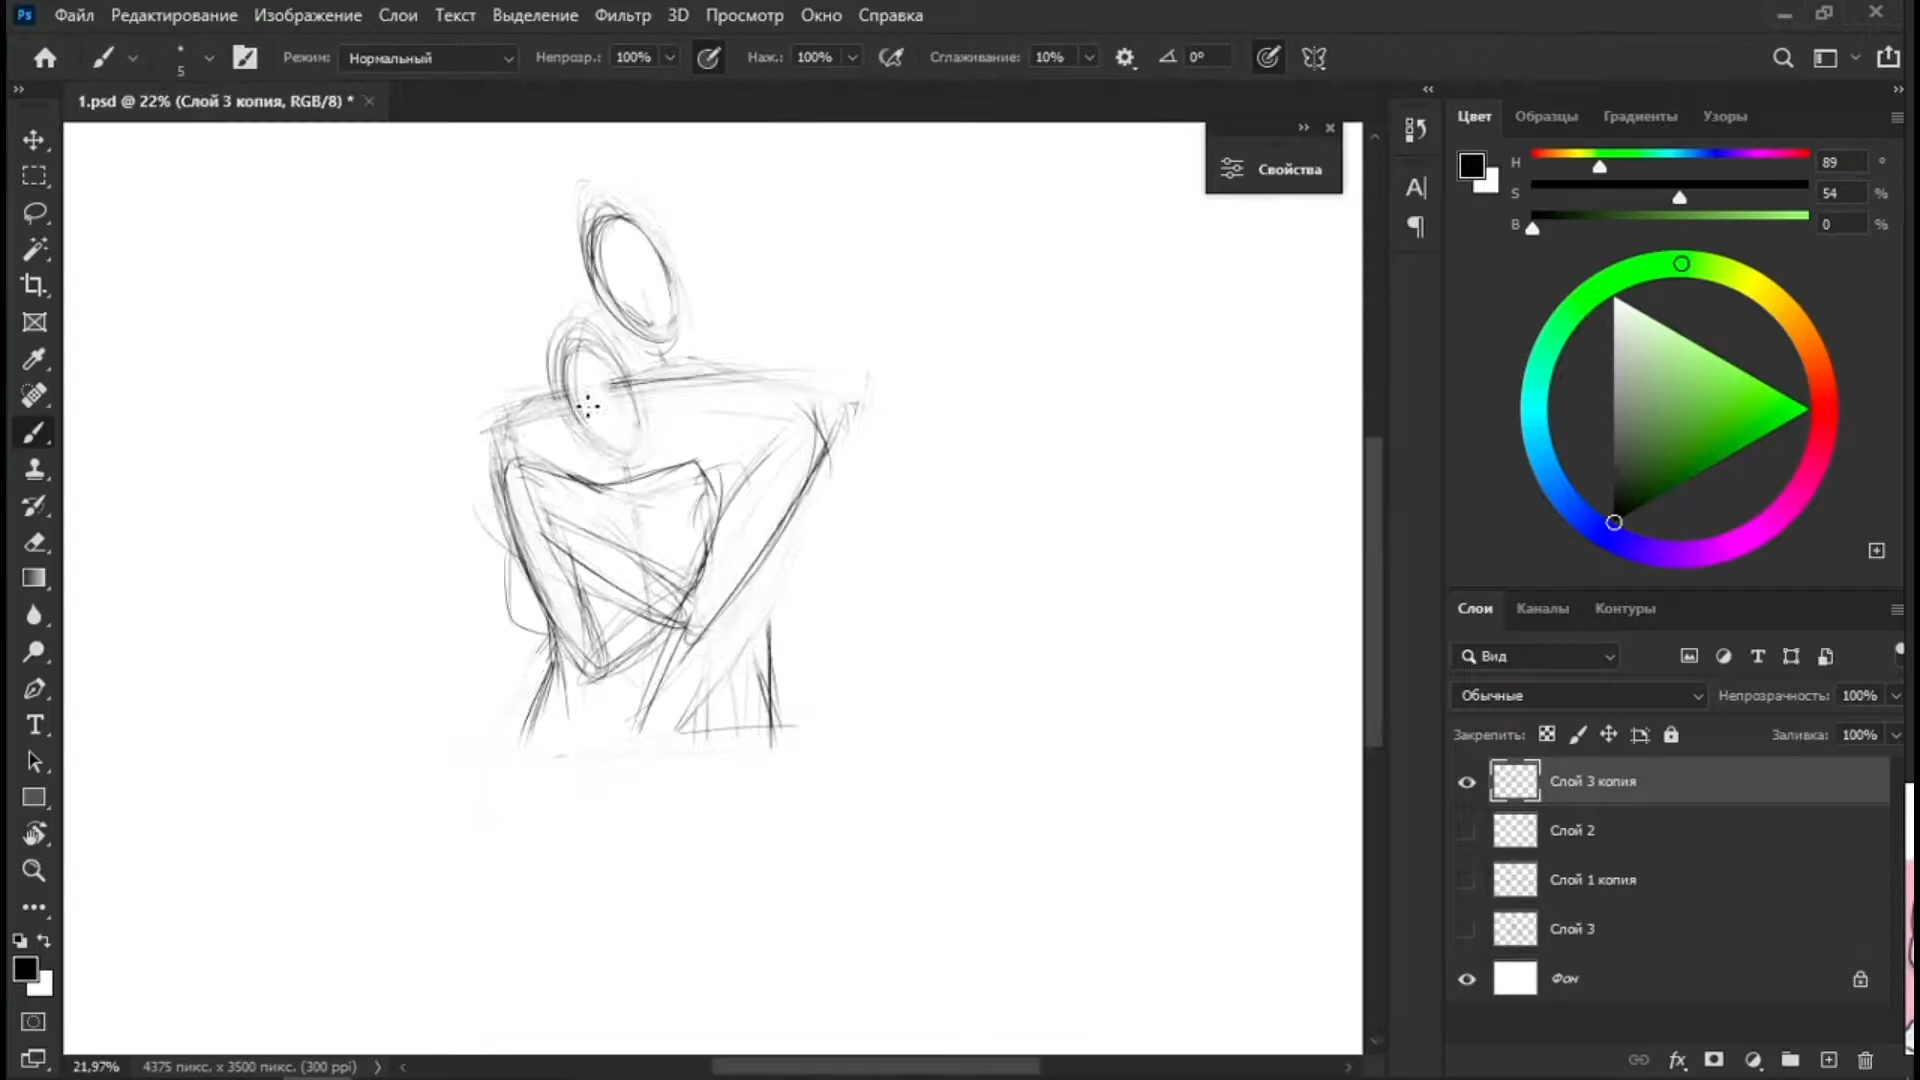 Ps Файл Редактирование Изображение Слои Текст Выделение Фильтр 3D Просмотр Окно Справка
5 Режим: Нормальный Непрозр.: 100% Наж.: 100% Сглаживание: 10% 0°
1.psd @ 22% (Слой 3 копия, RGB/8) *
Свойства
Цвет Образцы Градиенты Узоры
H 89 °
S 54 %
B 0 %
Слои Каналы Контуры
Вид
Обычные Непрозрачность: 100%
Закрепить: Заливка: 100%
Слой 3 копия
Слой 2
Слой 1 копия
Слой 3
Фон
21,97% 4375 пикс. x 3500 пикс. (300 ppi)